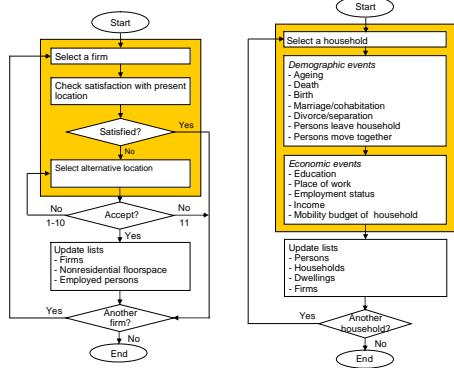 Start
Select a firm
Check satisfaction with present
location
Yes
Satisfied?
No
Select alternative location
No
1-10
Accept?
No
11
Yes
Update lists
- Firms
- Nonresidential floorspace
- Employed persons
Yes
Another
firm?
No
End
Start
Select a household
Demographic events
- Ageing
- Death
- Birth
- Marriage/cohabitation
- Divorce/separation
- Persons leave household
- Persons move together
Economic events
- Education
- Place of work
- Employment status
- Income
- Mobility budget of household
Update lists
- Persons
- Households
- Dwellings
- Firms
Yes
Another
household?
No
End